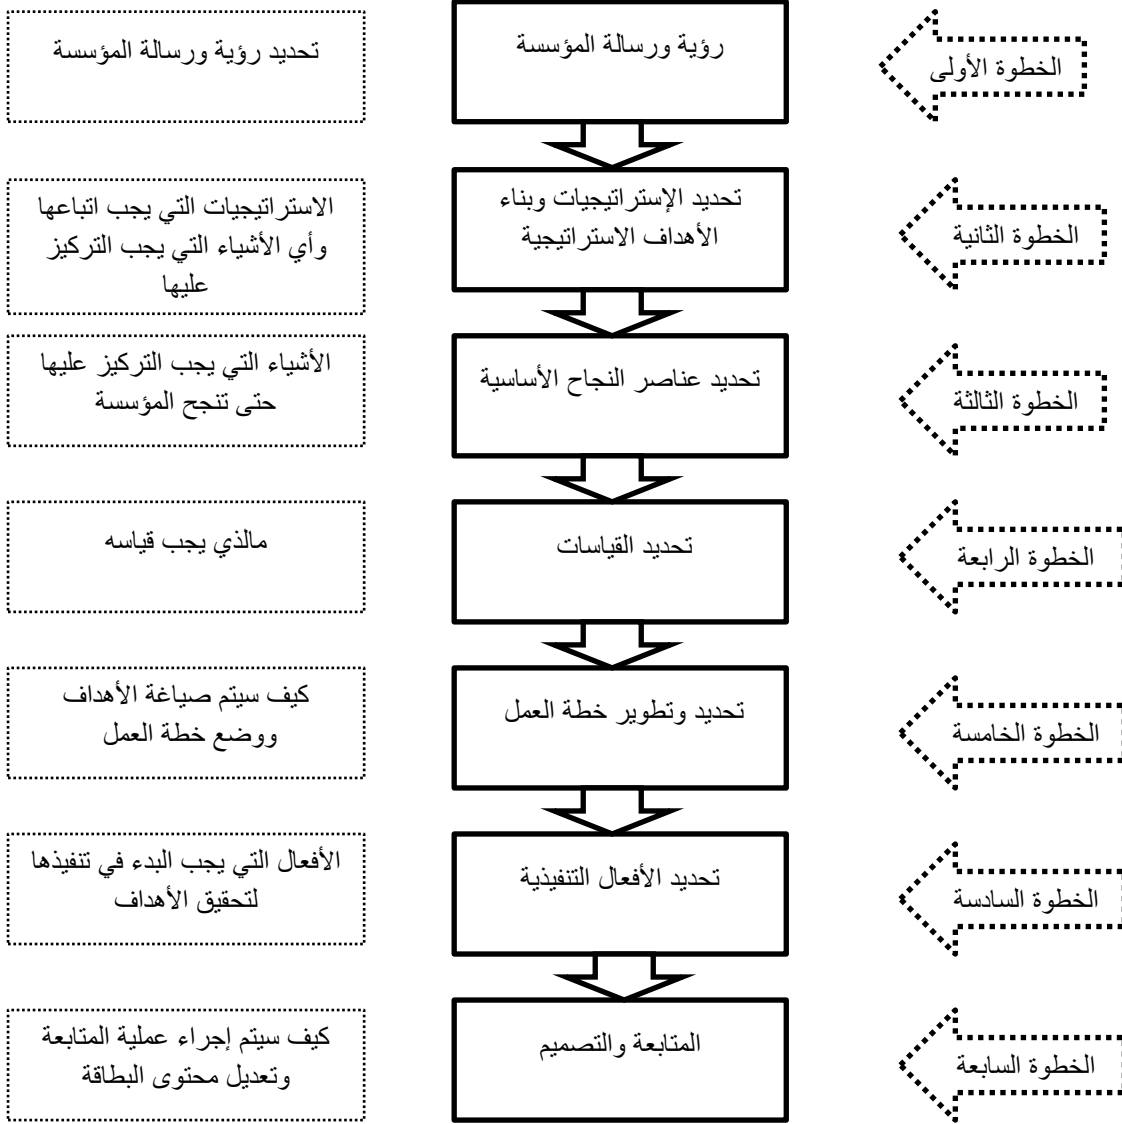 الخطوة الأولى
رؤية ورسالة المؤسسة
تحديد رؤية ورسالة المؤسسة
الخطوة الثانية
تحديد الإستراتيجيات وبناء
الأهداف الاستراتيجية
الاستراتيجيات التي يجب اتباعها
وأي الأشياء التي يجب التركيز
عليها
الخطوة الثالثة
تحديد عناصر النجاح الأساسية
الأشياء التي يجب التركيز عليها
حتى تنجح المؤسسة
الخطوة الرابعة
تحديد القياسات
مالذي يجب قياسه
الخطوة الخامسة
تحديد وتطوير خطة العمل
كيف سيتم صياغة الأهداف
ووضع خطة العمل
الخطوة السادسة
تحديد الأفعال التنفيذية
الأفعال التي يجب البدء في تنفيذها
لتحقيق الأهداف
الخطوة السابعة
المتابعة والتصميم
كيف سيتم إجراء عملية المتابعة
وتعديل محتوى البطاقة